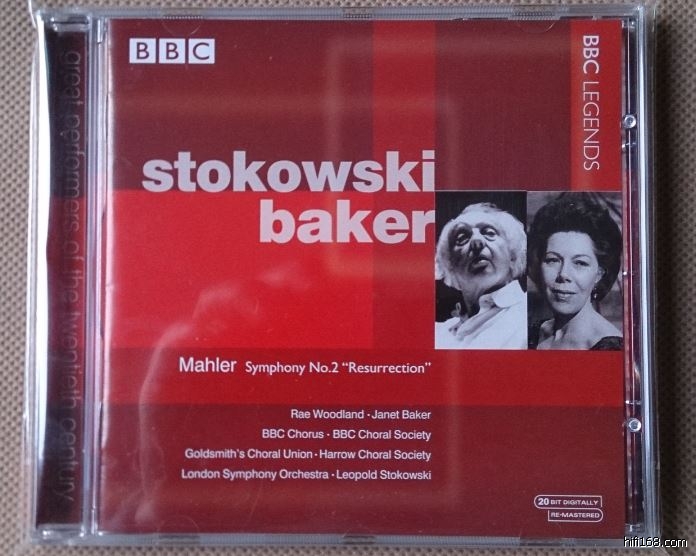 BBC
BBC LEGENDS
great performers of the twentieth century
stokowski
baker
Mahler Symphony No.2 “Resurrection”
Rae Woodland · Janet Baker
BBC Chorus · BBC Choral Society
Goldsmith's Choral Union · Harrow Choral Society
London Symphony Orchestra · Leopold Stokowski
20 BIT DIGITALLY
RE-MASTERED
hifi168.com